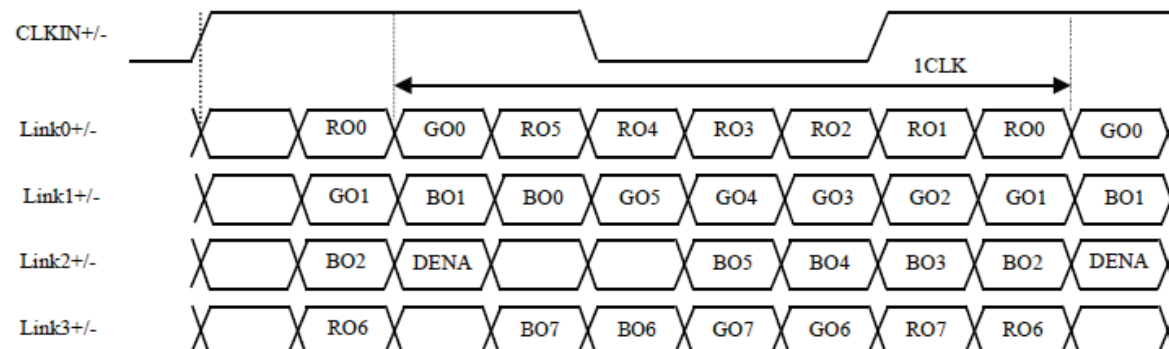 CLKIN+/-
1CLK
Link0+/- RO0 GO0 RO5 RO4 RO3 RO2 RO1 RO0 GO0
Link1+/- GO1 BO1 BO0 GO5 GO4 GO3 GO2 GO1 BO1
Link2+/- BO2 DENA BO5 BO4 BO3 BO2 DENA
Link3+/- RO6 BO7 BO6 GO7 GO6 RO7 RO6